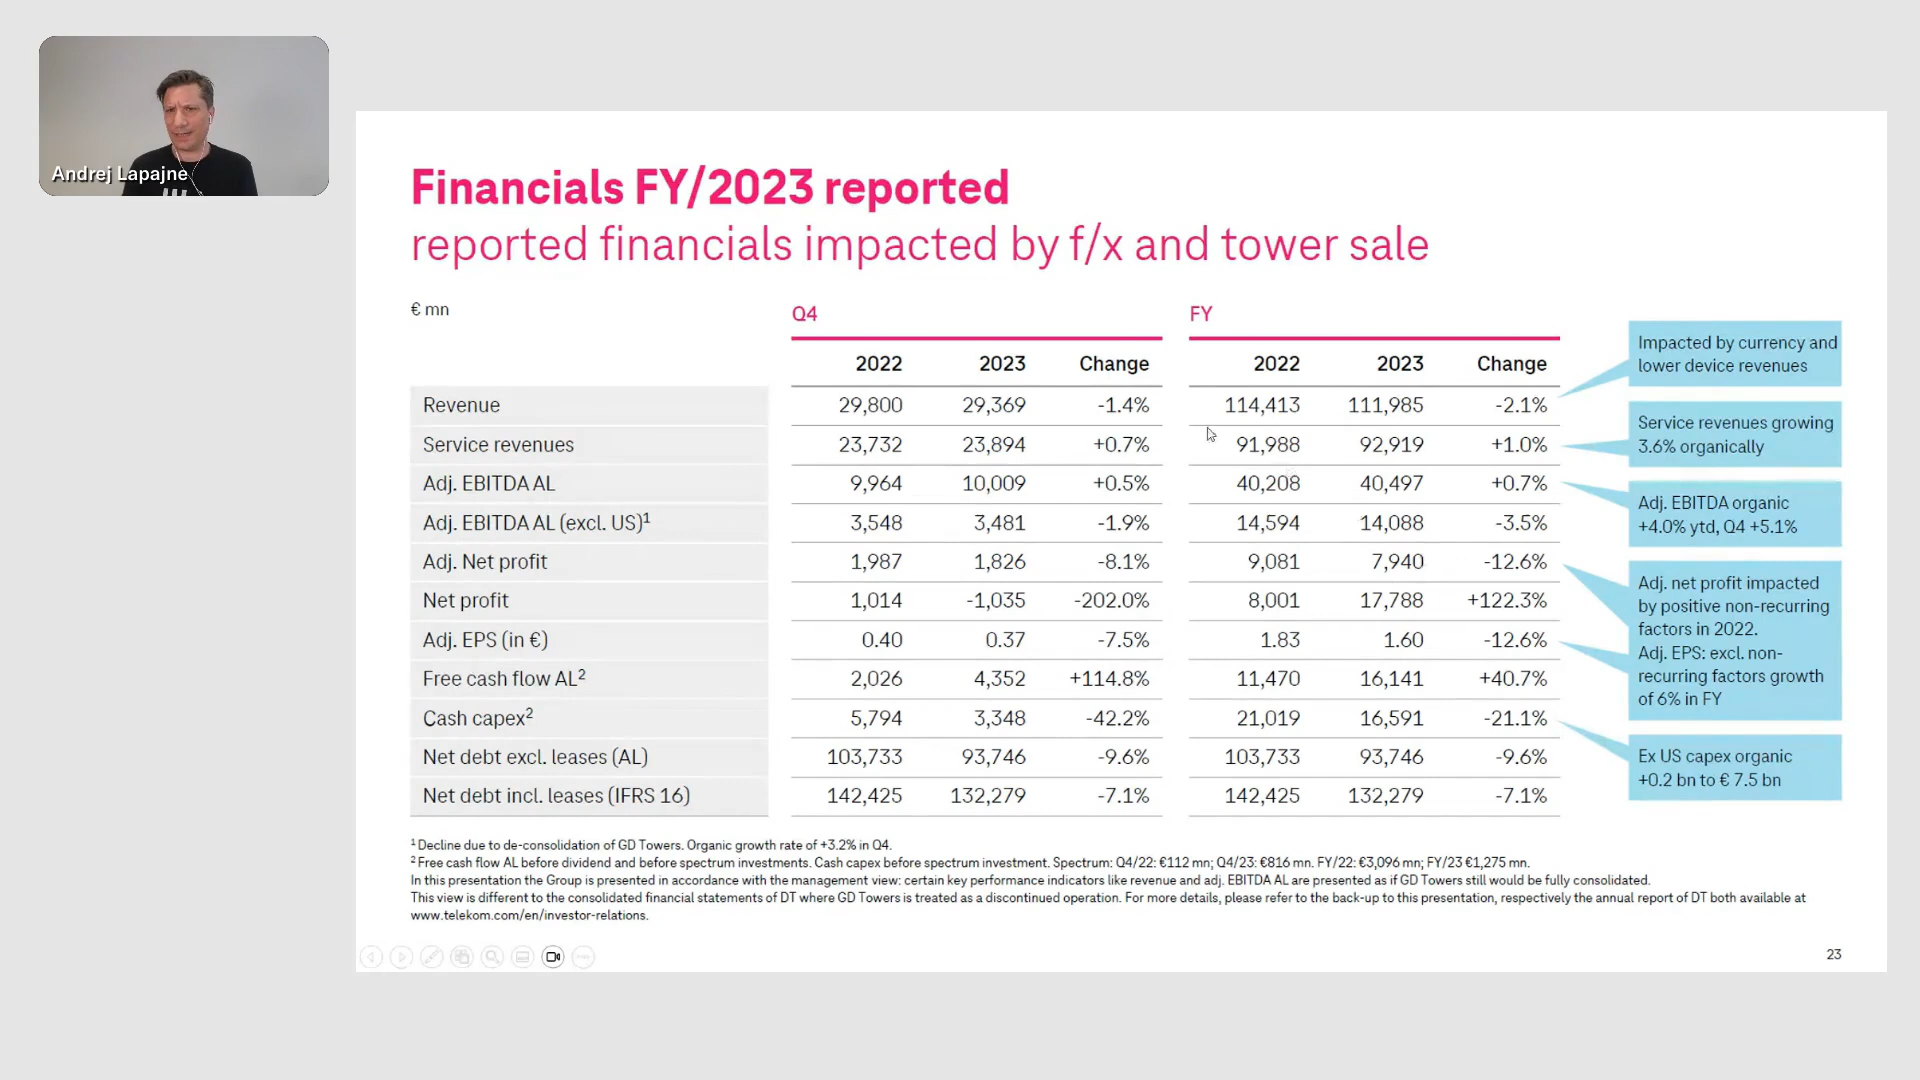 Andrej Lapajne
Financials FY/2023 reported
reported financials impacted by f/x and tower sale
€ mn
Q4
FY
2022 2023 Change 2022 2023 Change
Revenue 29,800 29,369 -1.4% 114,413 111,985 -2.1%
Service revenues 23,732 23,894 +0.7% 91,988 92,919 +1.0%
Adj. EBITDA AL 9,964 10,009 +0.5% 40,208 40,497 +0.7%
Adj. EBITDA AL (excl. US)1 3,548 3,481 -1.9% 14,594 14,088 -3.5%
Adj. Net profit 1,987 1,826 -8.1% 9,081 7,940 -12.6%
Net profit 1,014 -1,035 -202.0% 8,001 17,788 +122.3%
Adj. EPS (in €) 0.40 0.37 -7.5% 1.83 1.60 -12.6%
Free cash flow AL2 2,026 4,352 +114.8% 11,470 16,141 +40.7%
Cash capex2 5,794 3,348 -42.2% 21,019 16,591 -21.1%
Net debt excl. leases (AL) 103,733 93,746 -9.6% 103,733 93,746 -9.6%
Net debt incl. leases (IFRS 16) 142,425 132,279 -7.1% 142,425 132,279 -7.1%
Impacted by currency and
lower device revenues
Service revenues growing
3.6% organically
Adj. EBITDA organic
+4.0% ytd, Q4 +5.1%
Adj. net profit impacted
by positive non-recurring
factors in 2022.
Adj. EPS: excl. non-
recurring factors growth
of 6% in FY
Ex US capex organic
+0.2 bn to € 7.5 bn
1 Decline due to de-consolidation of GD Towers. Organic growth rate of +3.2% in Q4.
2 Free cash flow AL before dividend and before spectrum investments. Cash capex before spectrum investment. Spectrum: Q4/22: €112 mn; Q4/23: €816 mn. FY/22: €3,096 mn; FY/23 €1,275 mn.
In this presentation the Group is presented in accordance with the management view: certain key performance indicators like revenue and adj. EBITDA AL are presented as if GD Towers still would be fully consolidated.
This view is different to the consolidated financial statements of DT where GD Towers is treated as a discontinued operation. For more details, please refer to the back-up to this presentation, respectively the annual report of DT both available at
www.telekom.com/en/investor-relations.
23